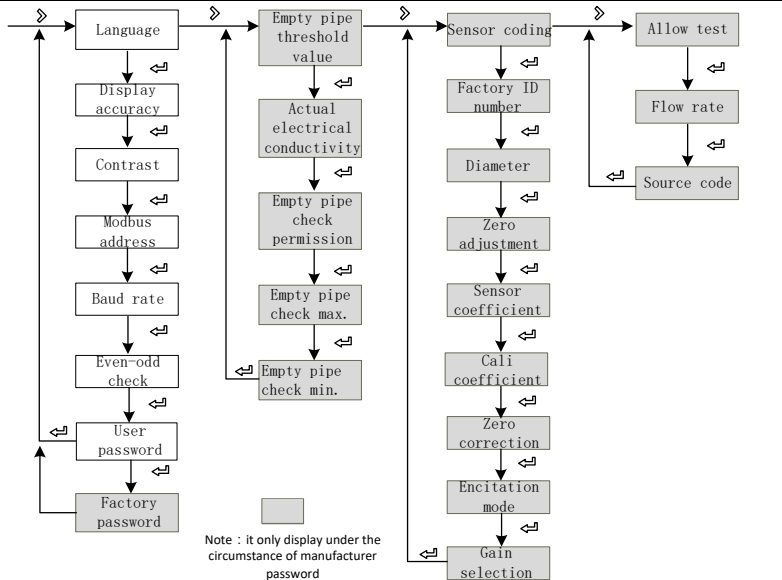 Language
Display
accuracy
Contrast
Modbus
address
Baud rate
Even-odd
check
User
password
Factory
password
Empty pipe
threshold
value
Actual
electrical
conductivity
Empty pipe
check
permission
Empty pipe
check max.
Empty pipe
check min.
Sensor coding
Factory ID
number
Diameter
Zero
adjustment
Sensor
coefficient
Cali
coefficient
Zero
correction
Encitation
mode
Gain
selection
Allow test
Flow rate
Source code
Note：it only display under the
circumstance of manufacturer
password